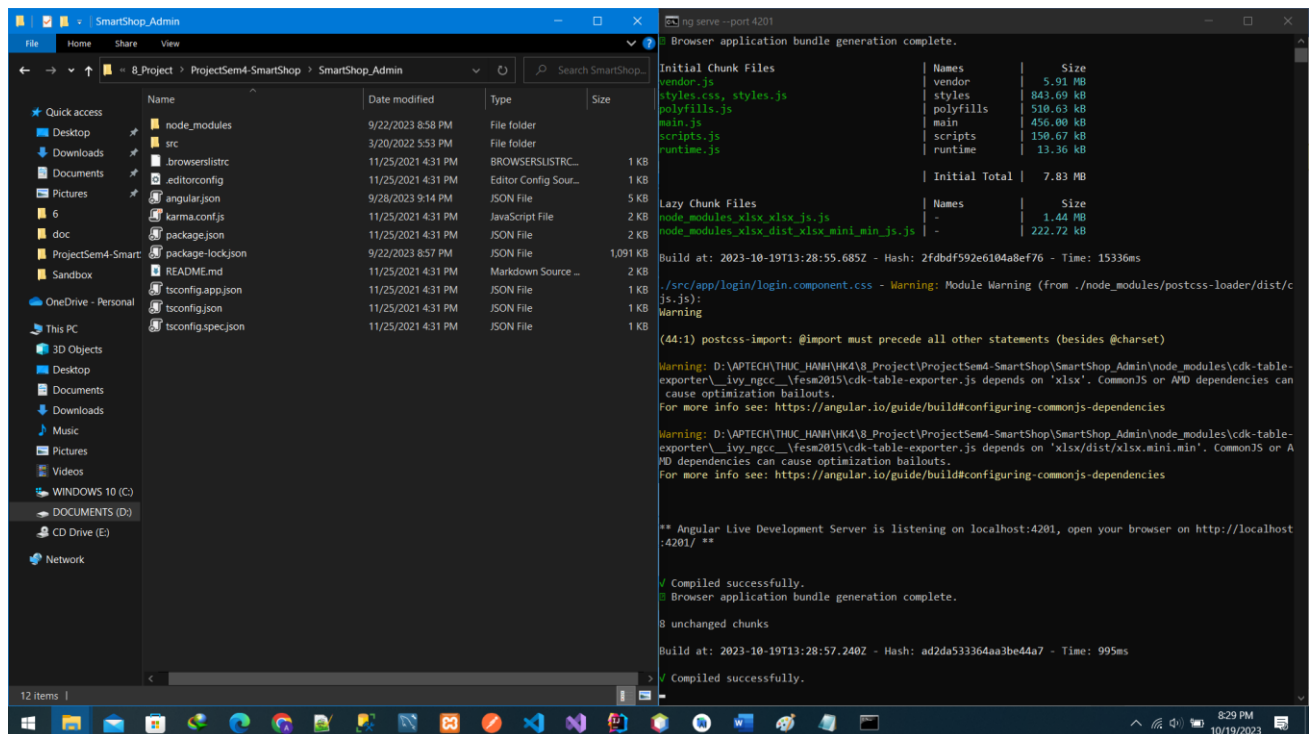 SmartShop_Admin
File Home Share View
8_Project > ProjectSem4-SmartShop > SmartShop_Admin
Search SmartShop...
Name Date modified Type Size
Quick access
Desktop
Downloads
Documents
Pictures
6
doc
ProjectSem4-Smart
Sandbox
OneDrive - Personal
This PC
3D Objects
Desktop
Documents
Downloads
Music
Pictures
Videos
WINDOWS 10 (C:)
DOCUMENTS (D:)
CD Drive (E:)
Network
node_modules 9/22/2023 8:58 PM File folder
src 3/20/2022 5:53 PM File folder
.browserslistrc 11/25/2021 4:31 PM BROWSERSLISTRC... 1 KB
.editorconfig 11/25/2021 4:31 PM Editor Config Sour... 1 KB
angular.json 9/28/2023 9:14 PM JSON File 5 KB
karma.conf.js 11/25/2021 4:31 PM JavaScript File 2 KB
package.json 11/25/2021 4:31 PM JSON File 2 KB
package-lock.json 9/22/2023 8:57 PM JSON File 1,091 KB
README.md 11/25/2021 4:31 PM Markdown Source ... 2 KB
tsconfig.app.json 11/25/2021 4:31 PM JSON File 1 KB
tsconfig.json 11/25/2021 4:31 PM JSON File 1 KB
tsconfig.spec.json 11/25/2021 4:31 PM JSON File 1 KB
12 items
ng serve --port 4201
Browser application bundle generation complete.
Initial Chunk Files | Names | Size
vendor.js | vendor | 5.91 MB
styles.css, styles.js | styles | 843.69 kB
polyfills.js | polyfills | 510.63 kB
main.js | main | 456.00 kB
scripts.js | scripts | 150.67 kB
runtime.js | runtime | 13.36 kB
| Initial Total | 7.83 MB
Lazy Chunk Files | Names | Size
node_modules_xlsx_xlsx_js.js | - | 1.44 MB
node_modules_xlsx_dist_xlsx_mini_min_js.js | - | 222.72 kB
Build at: 2023-10-19T13:28:55.685Z - Hash: 2fdbdf592e6104a8ef76 - Time: 15336ms
./src/app/login/login.component.css - Warning: Module Warning (from ./node_modules/postcss-loader/dist/c
js.js):
Warning
(44:1) postcss-import: @import must precede all other statements (besides @charset)
Warning: D:\APTECH\THUC_HANH\HK4\8_Project\ProjectSem4-SmartShop\SmartShop_Admin\node_modules\cdk-table-
exporter\__ivy_ngcc__\fesm2015\cdk-table-exporter.js depends on 'xlsx'. CommonJS or AMD dependencies can
cause optimization bailouts.
For more info see: https://angular.io/guide/build#configuring-commonjs-dependencies
Warning: D:\APTECH\THUC_HANH\HK4\8_Project\ProjectSem4-SmartShop\SmartShop_Admin\node_modules\cdk-table-
exporter\__ivy_ngcc__\fesm2015\cdk-table-exporter.js depends on 'xlsx/dist/xlsx.mini.min'. CommonJS or A
MD dependencies can cause optimization bailouts.
For more info see: https://angular.io/guide/build#configuring-commonjs-dependencies
** Angular Live Development Server is listening on localhost:4201, open your browser on http://localhost
:4201/ **
√ Compiled successfully.
Browser application bundle generation complete.
8 unchanged chunks
Build at: 2023-10-19T13:28:57.240Z - Hash: ad2da533364aa3be44a7 - Time: 995ms
√ Compiled successfully.
8:29 PM
10/19/2023